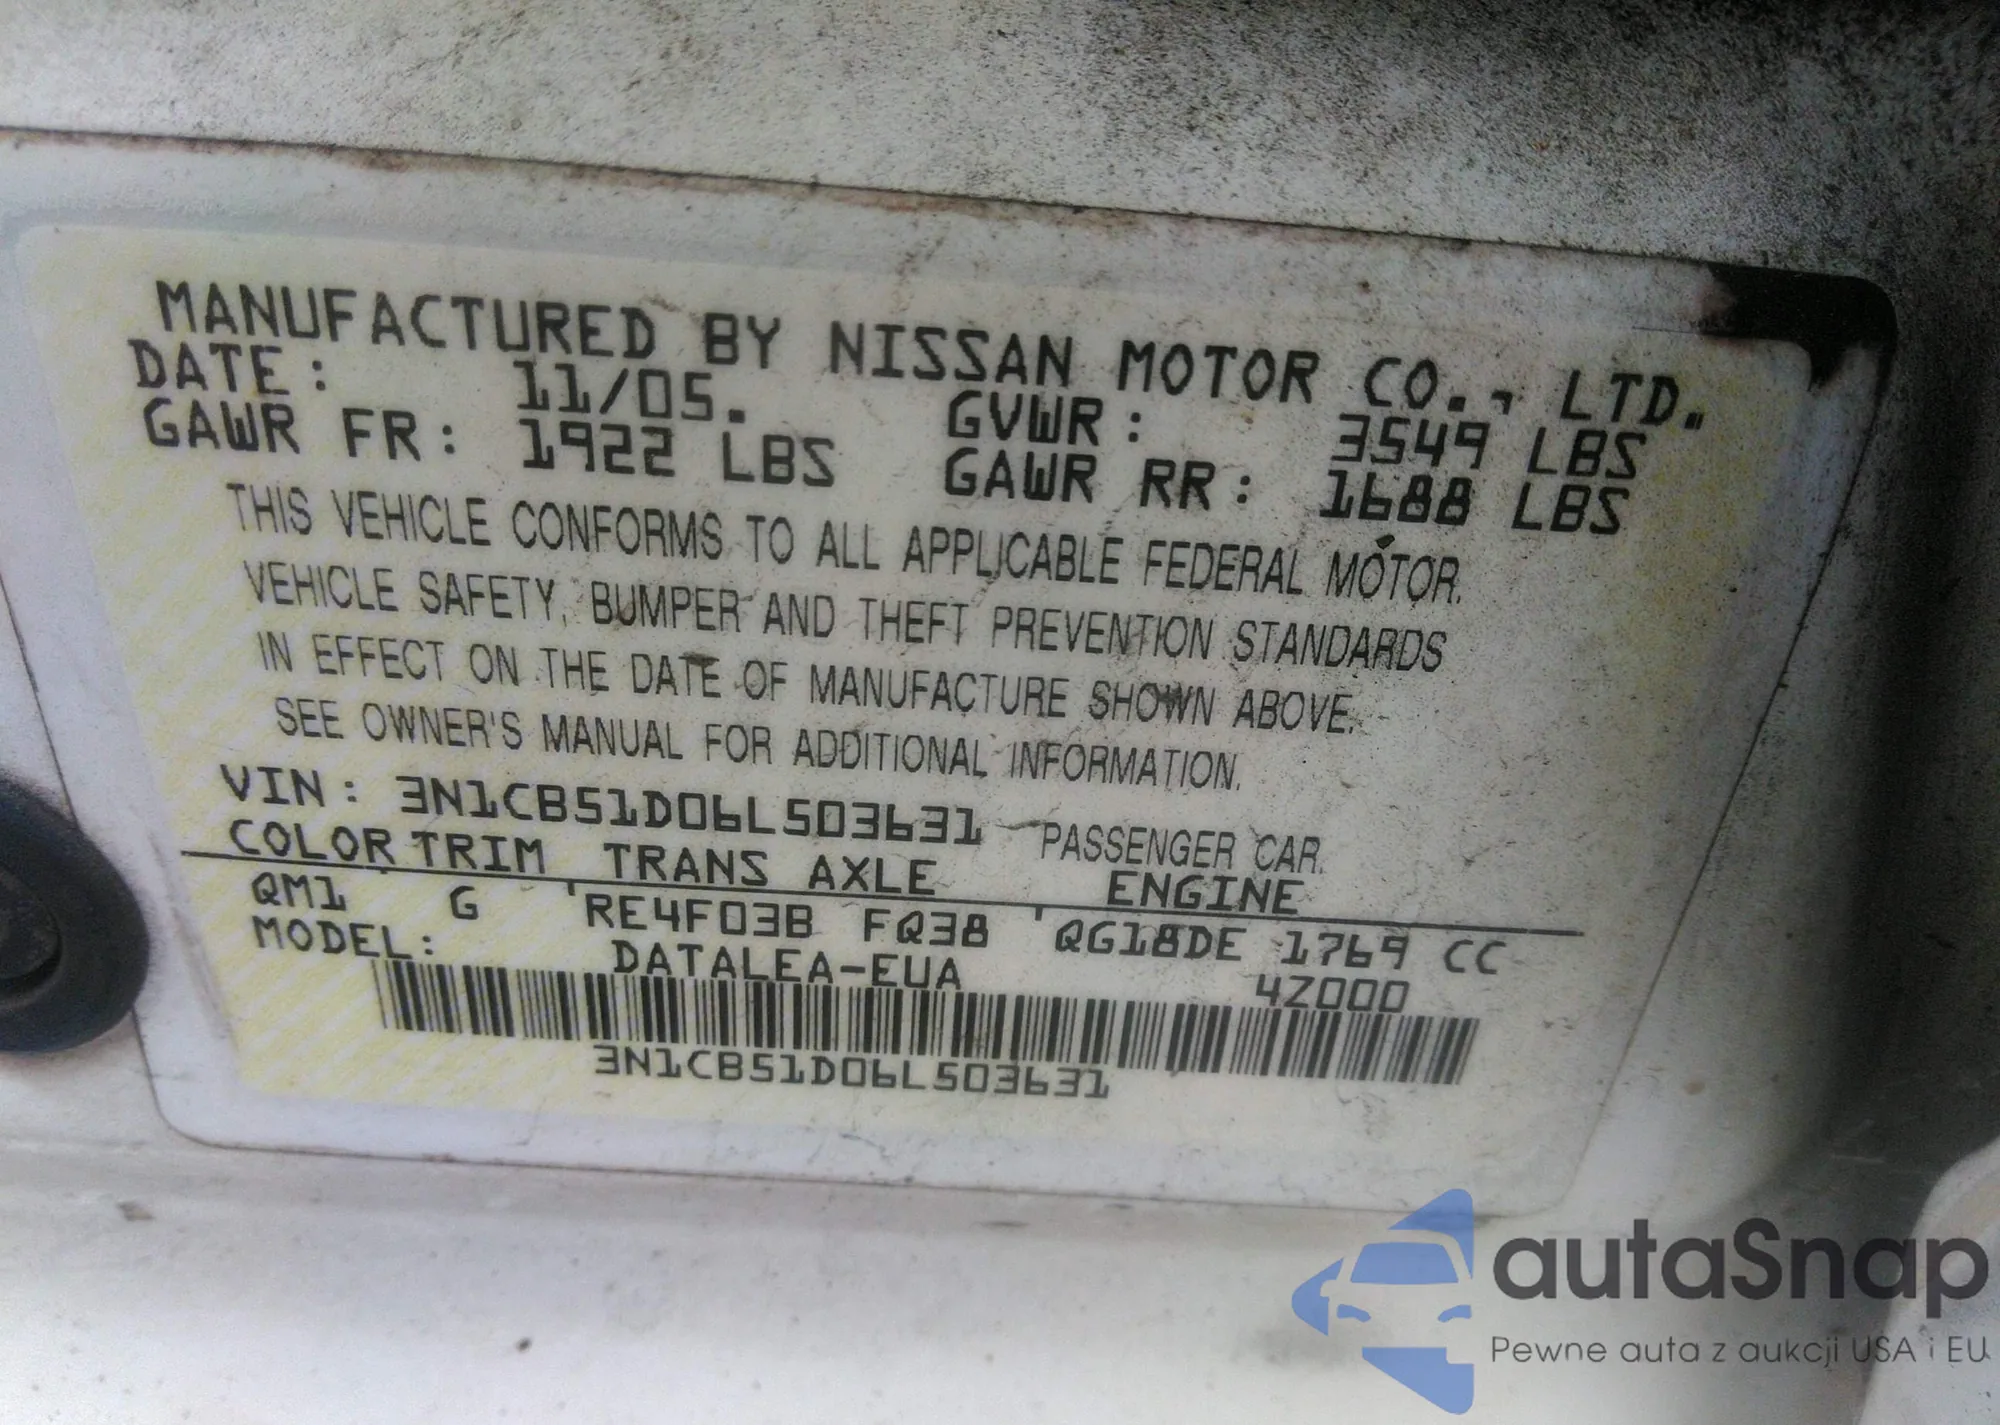 MANUFACTURED BY NISSAN MOTOR CO., LTD.
DATE: 11/05. GVWR: 3549 LBS
GAWR FR: 1922 LBS GAWR RR: 1688 LBS
THIS VEHICLE CONFORMS TO ALL APPLICABLE FEDERAL MOTOR
VEHICLE SAFETY, BUMPER AND THEFT PREVENTION STANDARDS
IN EFFECT ON THE DATE OF MANUFACTURE SHOWN ABOVE.
SEE OWNER'S MANUAL FOR ADDITIONAL INFORMATION.
VIN: 3N1CB51D06L503631 PASSENGER CAR
COLOR TRIM TRANS AXLE ENGINE
QM1 G RE4F03B FQ38 QG18DE 1769 CC
MODEL: DATALEA-EUA 4Z000
3N1CB51D06L503631
autaSnap
Pewne auta z aukcji USA i EU